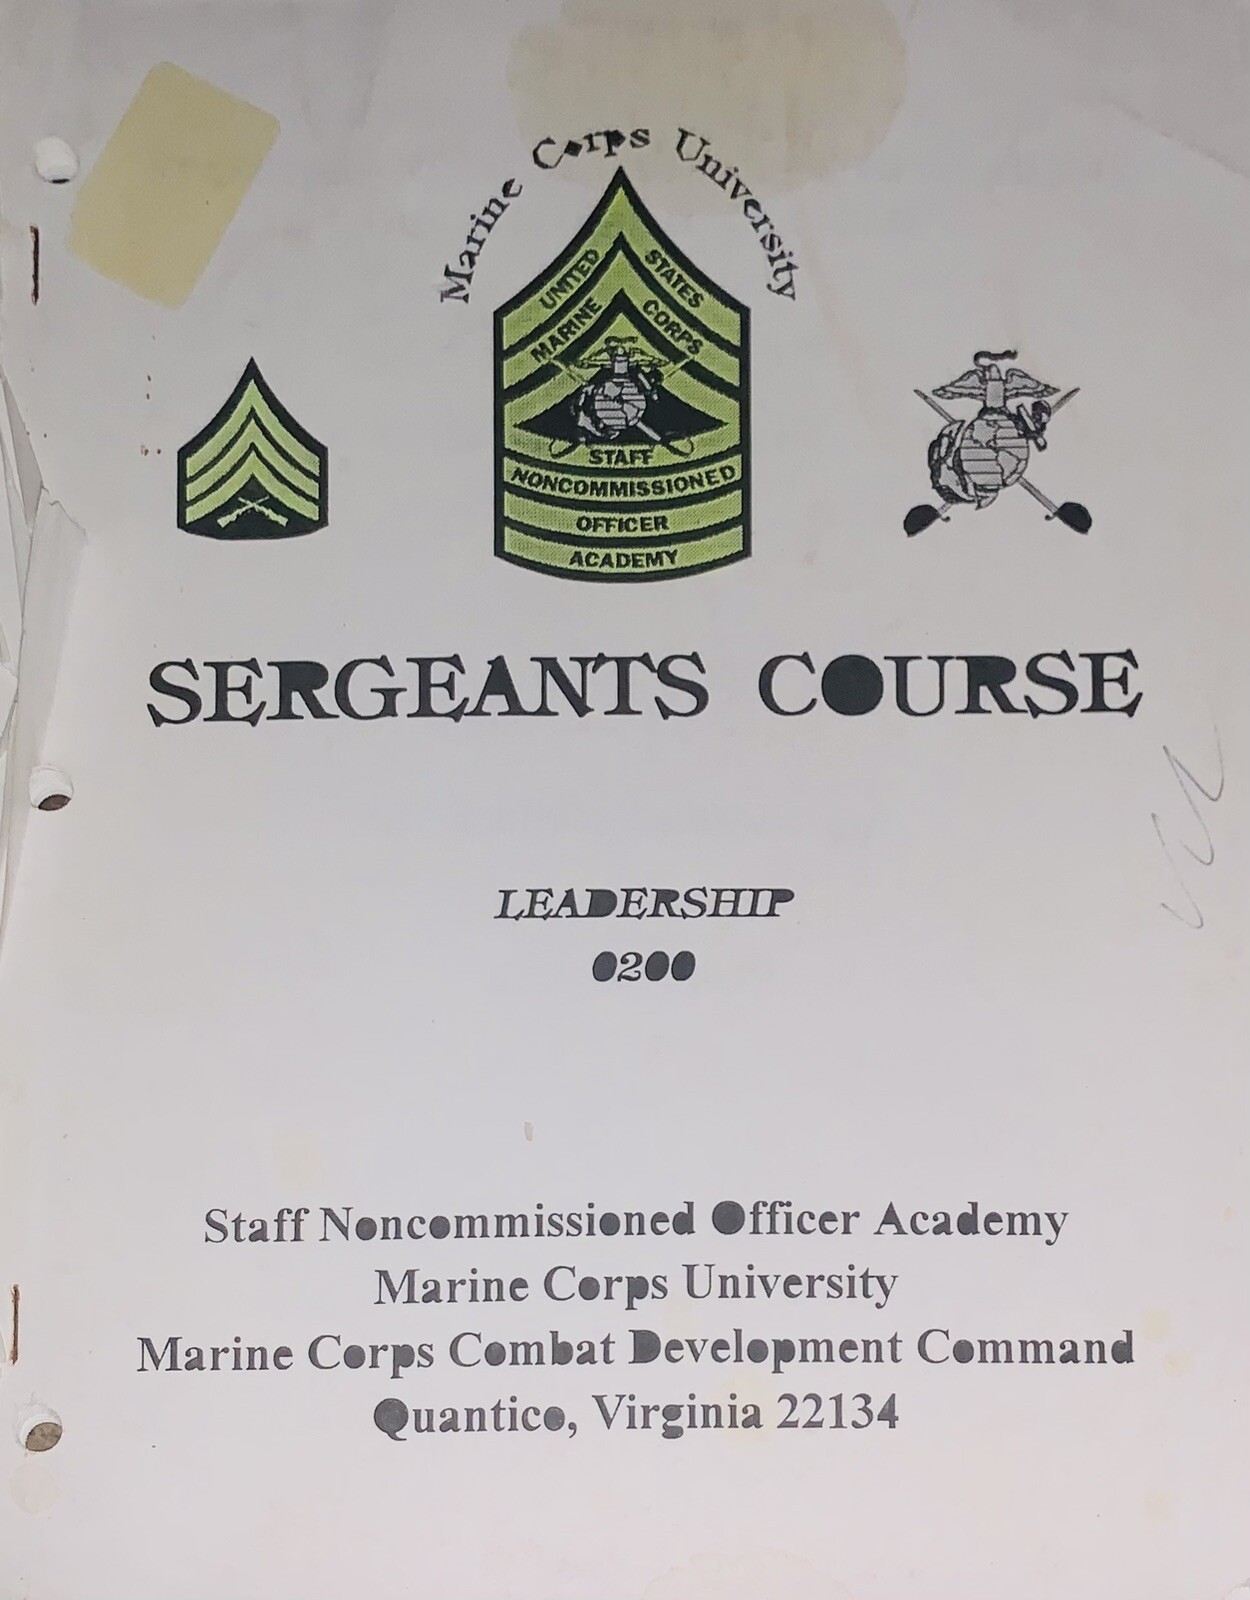 Marine Corps University
UNITED STATES
MARINE CORPS
STAFF
NONCOMMISSIONED
OFFICER
ACADEMY
SERGEANTS COURSE
LEADERSHIP
0200
Staff Noncommissioned Officer Academy
Marine Corps University
Marine Corps Combat Development Command
Quantico, Virginia 22134